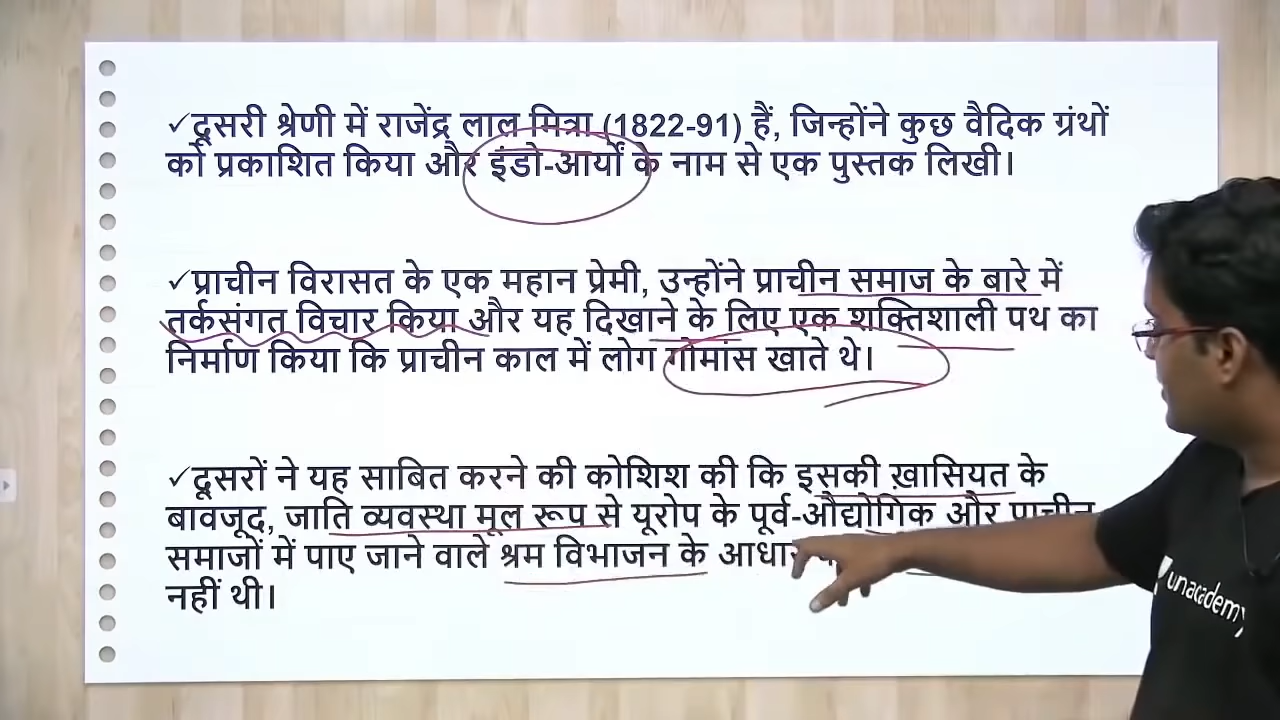 ✓दूसरी श्रेणी में राजेंद्र लाल मित्रा (1822-91) हैं, जिन्होंने कुछ वैदिक ग्रंथों
को प्रकाशित किया और इंडो-आर्यों के नाम से एक पुस्तक लिखी।
✓प्राचीन विरासत के एक महान प्रेमी, उन्होंने प्राचीन समाज के बारे में
तर्कसंगत विचार किया और यह दिखाने के लिए एक शक्तिशाली पथ का
निर्माण किया कि प्राचीन काल में लोग गोमांस खाते थे।
✓दूसरों ने यह साबित करने की कोशिश की कि इसकी ख़ासियत के
बावजूद, जाति व्यवस्था मूल रूप से यूरोप के पूर्व-औद्योगिक और प्राचीन
समाजों में पाए जाने वाले श्रम विभाजन के
नहीं थी।
unacademy